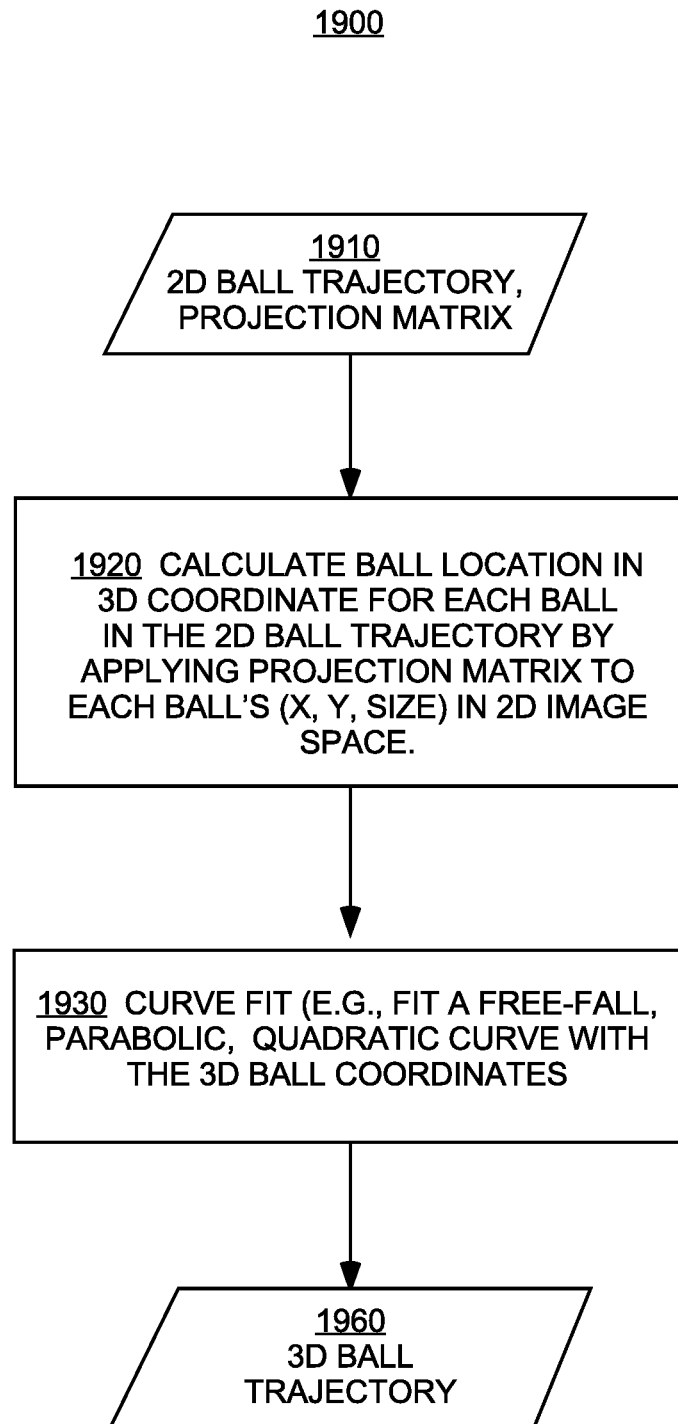 1900
1910
2D BALL TRAJECTORY,
PROJECTION MATRIX
1920 CALCULATE BALL LOCATION IN
3D COORDINATE FOR EACH BALL
IN THE 2D BALL TRAJECTORY BY
APPLYING PROJECTION MATRIX TO
EACH BALL'S (X, Y, SIZE) IN 2D IMAGE
SPACE.
1930 CURVE FIT (E.G., FIT A FREE-FALL,
PARABOLIC, QUADRATIC CURVE WITH
THE 3D BALL COORDINATES
1960
3D BALL
TRAJECTORY